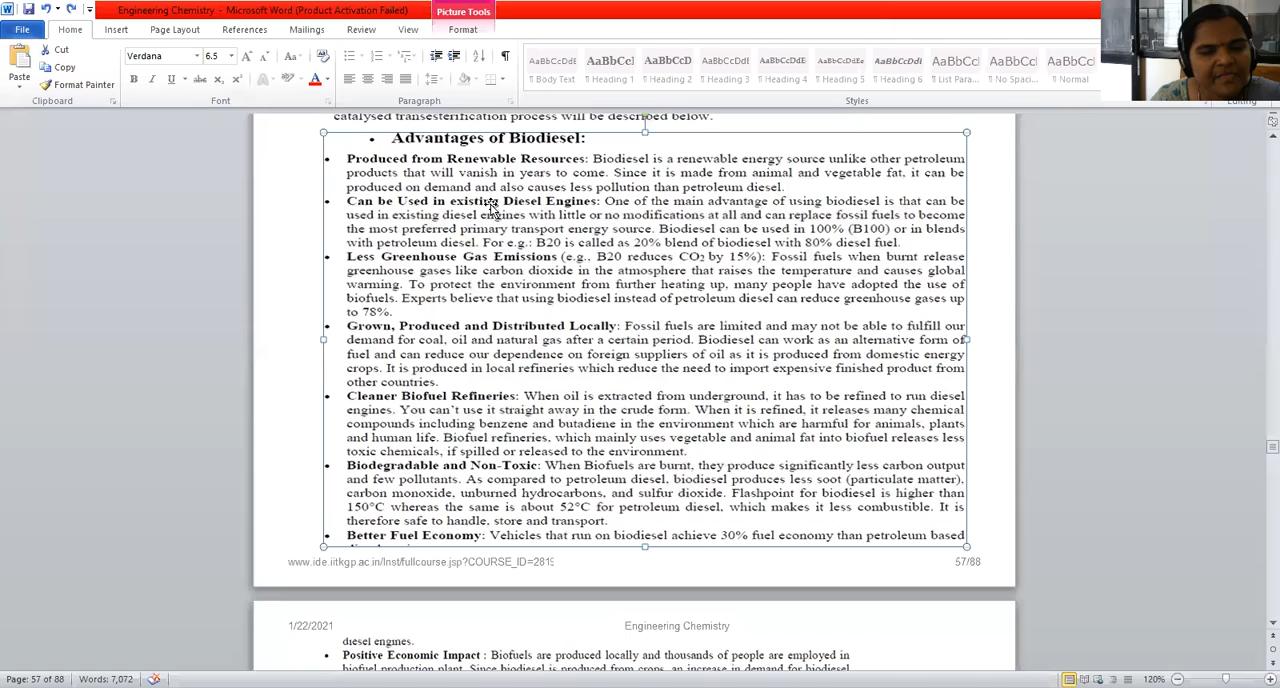 Engineering Chemistry - Microsoft Word (Product Activation Failed)
Picture Tools
File Home Insert Page Layout References Mailings Review View Format
Paste
Cut
Copy
Format Painter
Verdana 6.5
AaBbCcDd AaBbCcl AaBbCcD AaBbCcDd AaBbCcDdE AaBbCcDdEe AaBbCcDdI AaBbCcDd AaBbCcDd AaBbCcDd
¶ Body Text ¶ Heading 1 ¶ Heading 2 ¶ Heading 3 ¶ Heading 4 ¶ Heading 5 ¶ Heading 6 ¶ List Para... ¶ No Spaci... ¶ Normal
Clipboard Font Paragraph Styles Editing
catalysed transesterification process will be described below.
• Advantages of Biodiesel:
• Produced from Renewable Resources: Biodiesel is a renewable energy source unlike other petroleum
products that will vanish in years to come. Since it is made from animal and vegetable fat, it can be
produced on demand and also causes less pollution than petroleum diesel.
• Can be Used in existing Diesel Engines: One of the main advantage of using biodiesel is that can be
used in existing diesel engines with little or no modifications at all and can replace fossil fuels to become
the most preferred primary transport energy source. Biodiesel can be used in 100% (B100) or in blends
with petroleum diesel. For e.g.: B20 is called as 20% blend of biodiesel with 80% diesel fuel.
• Less Greenhouse Gas Emissions (e.g., B20 reduces CO2 by 15%): Fossil fuels when burnt release
greenhouse gases like carbon dioxide in the atmosphere that raises the temperature and causes global
warming. To protect the environment from further heating up, many people have adopted the use of
biofuels. Experts believe that using biodiesel instead of petroleum diesel can reduce greenhouse gases up
to 78%.
• Grown, Produced and Distributed Locally: Fossil fuels are limited and may not be able to fulfill our
demand for coal, oil and natural gas after a certain period. Biodiesel can work as an alternative form of
fuel and can reduce our dependence on foreign suppliers of oil as it is produced from domestic energy
crops. It is produced in local refineries which reduce the need to import expensive finished product from
other countries.
• Cleaner Biofuel Refineries: When oil is extracted from underground, it has to be refined to run diesel
engines. You can't use it straight away in the crude form. When it is refined, it releases many chemical
compounds including benzene and butadiene in the environment which are harmful for animals, plants
and human life. Biofuel refineries, which mainly uses vegetable and animal fat into biofuel releases less
toxic chemicals, if spilled or released to the environment.
• Biodegradable and Non-Toxic: When Biofuels are burnt, they produce significantly less carbon output
and few pollutants. As compared to petroleum diesel, biodiesel produces less soot (particulate matter),
carbon monoxide, unburned hydrocarbons, and sulfur dioxide. Flashpoint for biodiesel is higher than
150°C whereas the same is about 52°C for petroleum diesel, which makes it less combustible. It is
therefore safe to handle, store and transport.
• Better Fuel Economy: Vehicles that run on biodiesel achieve 30% fuel economy than petroleum based
www.ide.iitkgp.ac.in/Inst/fullcourse.jsp?COURSE_ID=281 57/88
1/22/2021 Engineering Chemistry
diesel engines.
• Positive Economic Impact : Biofuels are produced locally and thousands of people are employed in
biofuel production plant. Since biodiesel is produced from crops, an increase in demand for biodiesel
Page: 57 of 88 Words: 7,072 120%